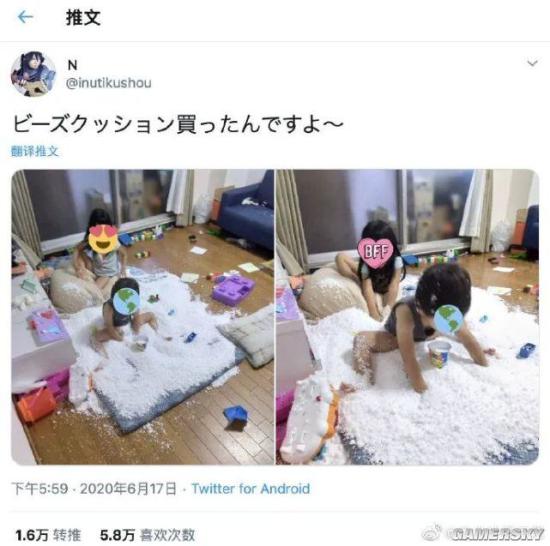 推文
N
@inutikushou
ビーズクッション買ったんですよ〜
翻译推文
BFF
下午5:59 · 2020年6月17日 · Twitter for Android
1.6万 转推 5.8万 喜欢次数
GAMERSKY